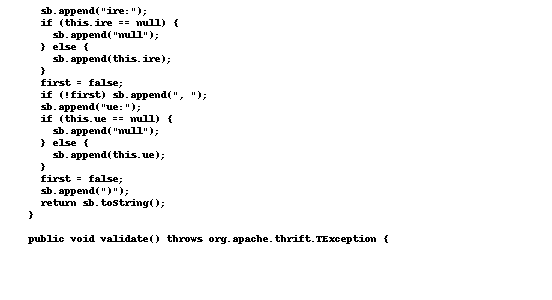 sb.append("ire:");
if (this.ire == null) {
sb.append("null");
} else {
sb.append(this.ire);
}
first = false;
if (!first) sb.append(", ");
sb.append("ue:");
if (this.ue == null) {
sb.append("null");
} else {
sb.append(this.ue);
}
first = false;
sb.append(")");
return sb.toString();
}
public void validate() throws org.apache.thrift.TException {